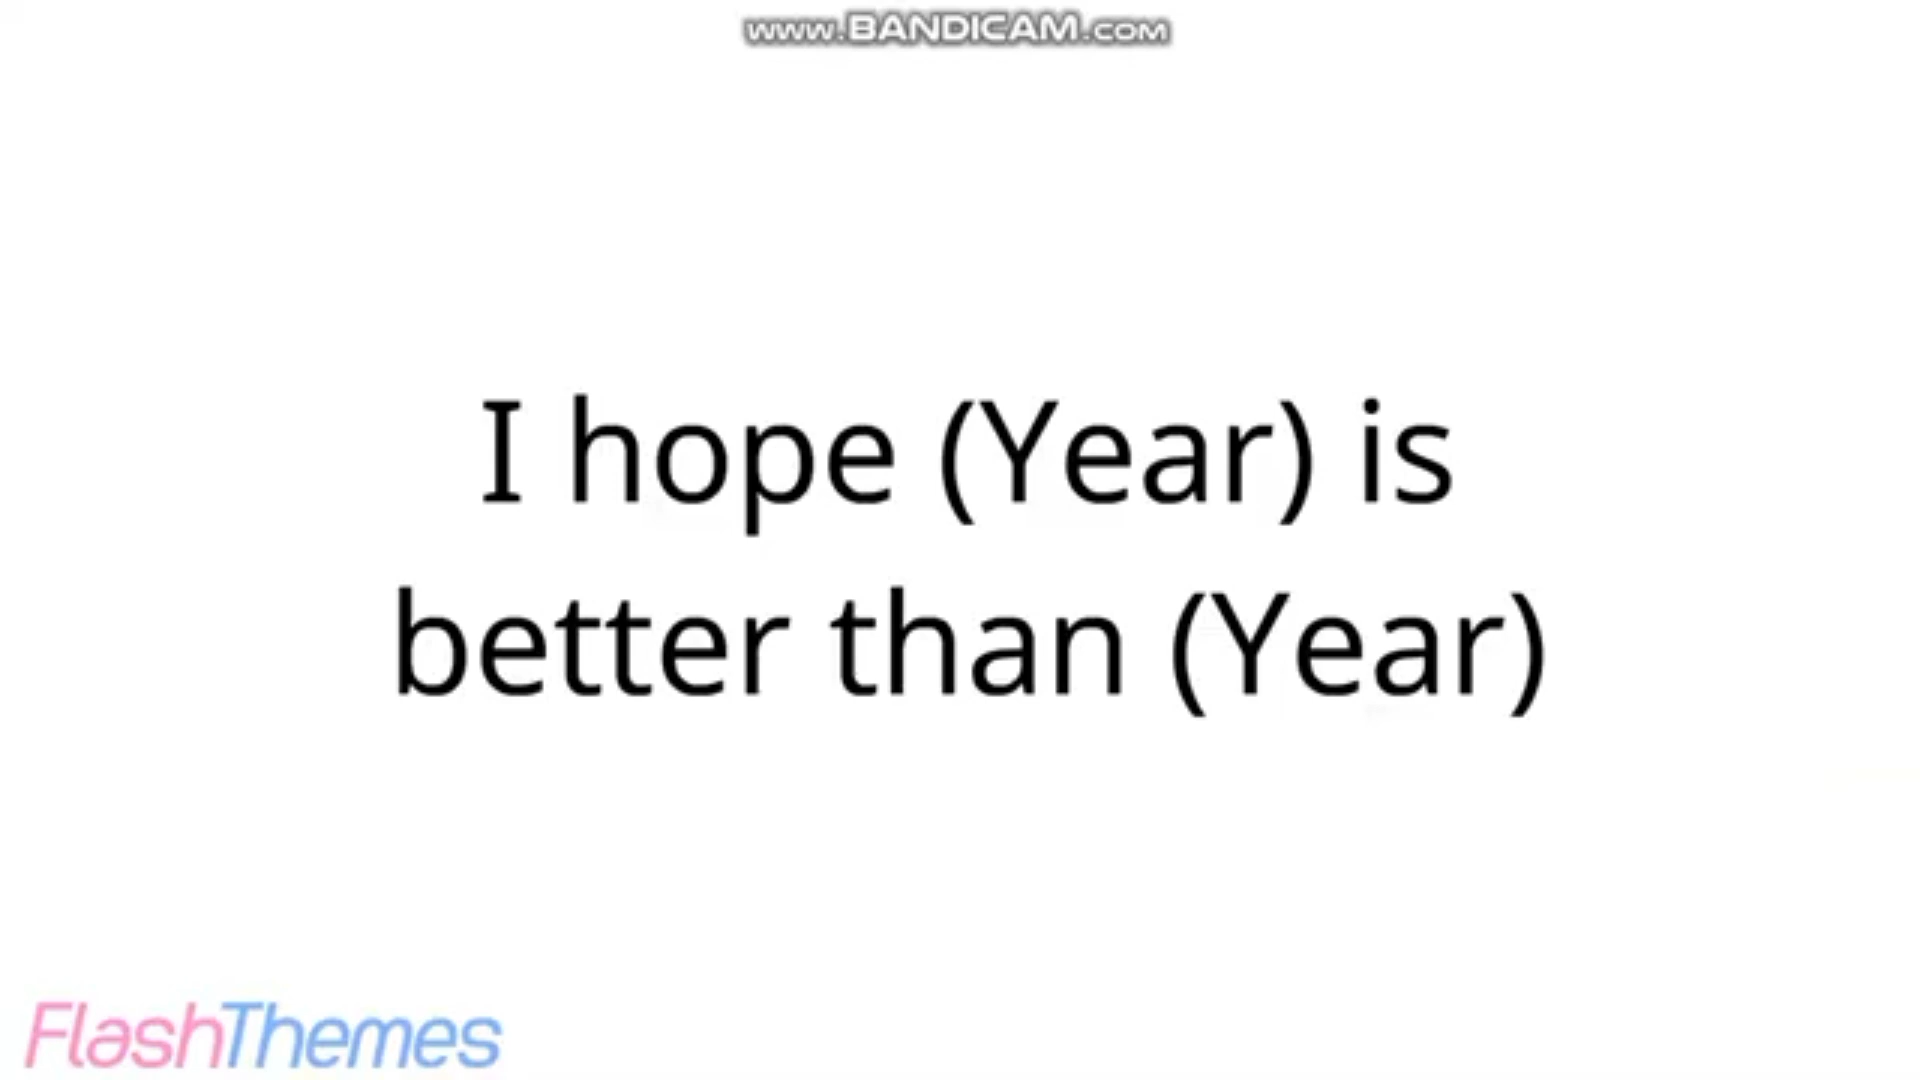 www.BANDICAM.com
I hope (Year) is
better than (Year)
FlashThemes